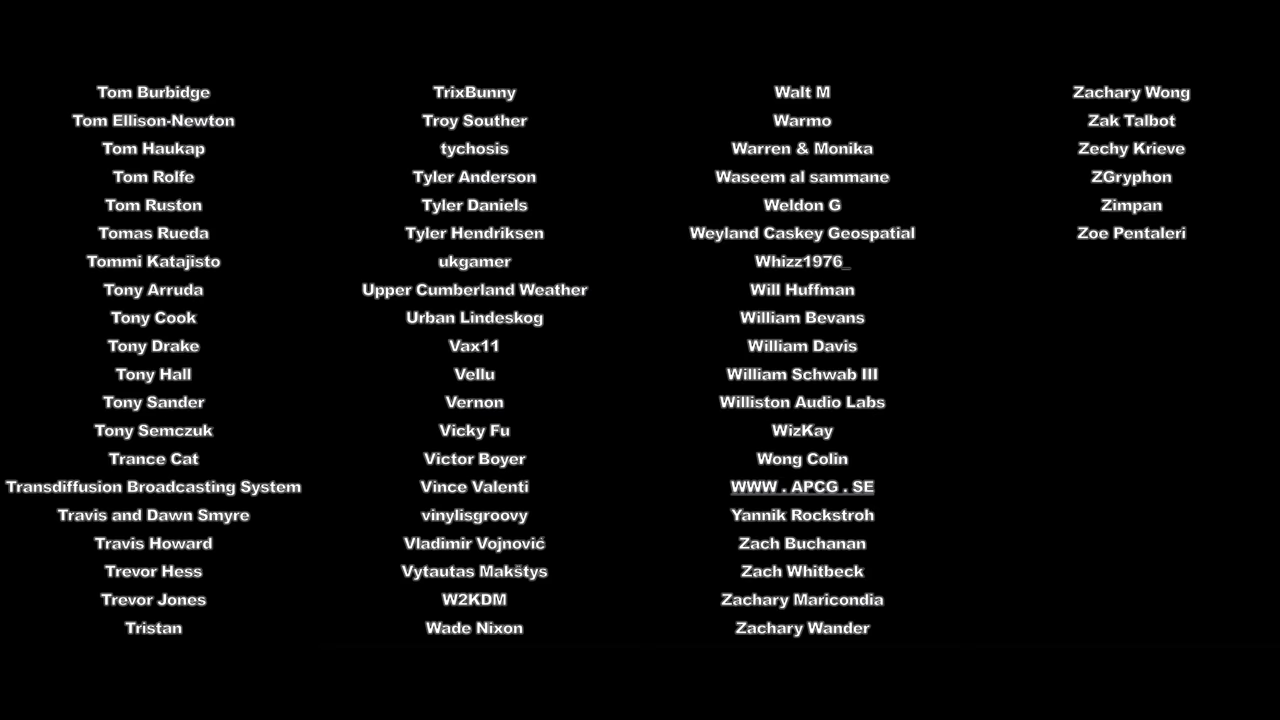 Tom Burbidge
Tom Ellison-Newton
Tom Haukap
Tom Rolfe
Tom Ruston
Tomas Rueda
Tommi Katajisto
Tony Arruda
Tony Cook
Tony Drake
Tony Hall
Tony Sander
Tony Semczuk
Trance Cat
Transdiffusion Broadcasting System
Travis and Dawn Smyre
Travis Howard
Trevor Hess
Trevor Jones
Tristan
TrixBunny
Troy Souther
tychosis
Tyler Anderson
Tyler Daniels
Tyler Hendriksen
ukgamer
Upper Cumberland Weather
Urban Lindeskog
Vax11
Vellu
Vernon
Vicky Fu
Victor Boyer
Vince Valenti
vinylisgroovy
Vladimir Vojnović
Vytautas Makštys
W2KDM
Wade Nixon
Walt M
Warmo
Warren & Monika
Waseem al sammane
Weldon G
Weyland Caskey Geospatial
Whizz1976_
Will Huffman
William Bevans
William Davis
William Schwab III
Williston Audio Labs
WizKay
Wong Colin
WWW . APCG . SE
Yannik Rockstroh
Zach Buchanan
Zach Whitbeck
Zachary Maricondia
Zachary Wander
Zachary Wong
Zak Talbot
Zechy Krieve
ZGryphon
Zimpan
Zoe Pentaleri